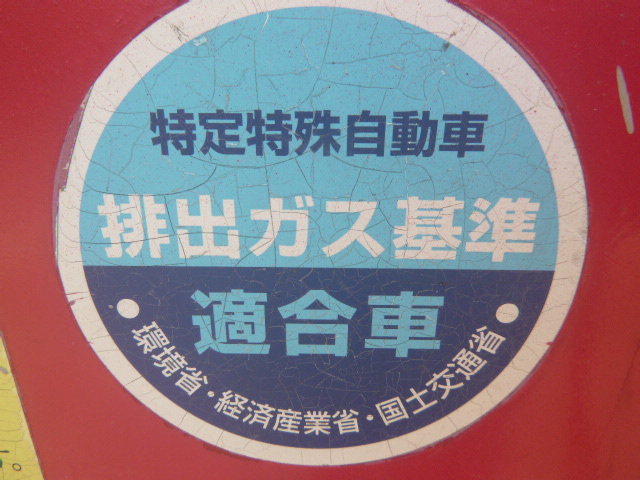 特定特殊自動車
排出ガス基準
適合車
・環境省・経済産業省・国土交通省・